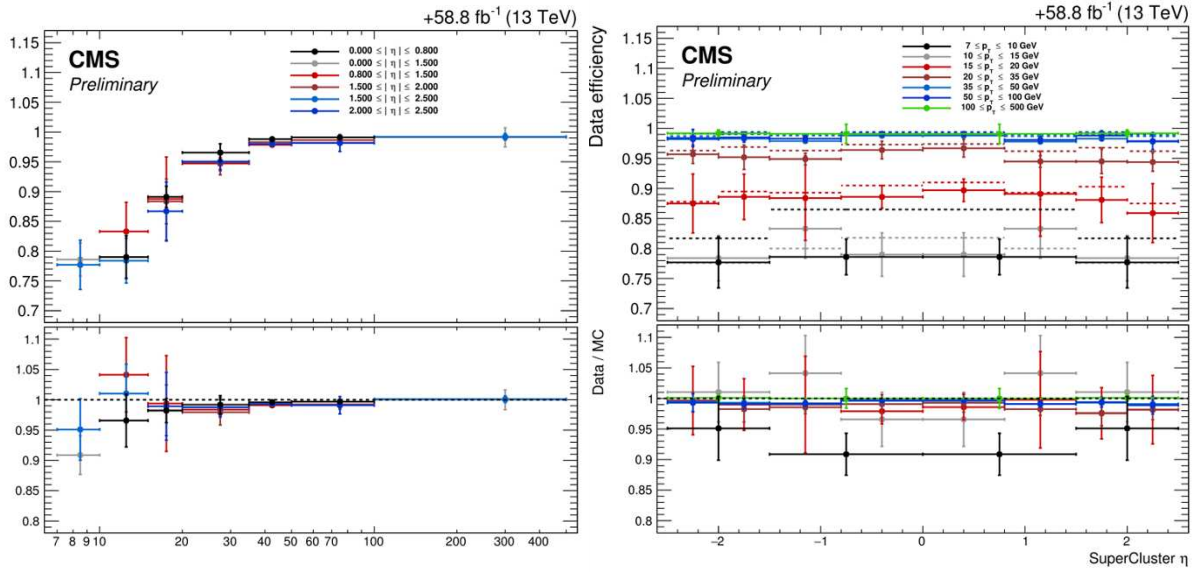 +58.8 fb⁻¹ (13 TeV)
CMS
Preliminary
0.000 ≤ | η | ≤ 0.800
0.000 ≤ | η | ≤ 1.500
0.800 ≤ | η | ≤ 1.500
1.500 ≤ | η | ≤ 2.000
1.500 ≤ | η | ≤ 2.500
2.000 ≤ | η | ≤ 2.500
1.15
1.1
1.05
1
0.95
0.9
0.85
0.8
0.75
0.7
1.15
1.1
1.05
1
0.95
0.9
0.85
0.8
7 8 9 10 20 30 40 50 60 70 100 200 300 400
+58.8 fb⁻¹ (13 TeV)
Data efficiency
CMS
Preliminary
7 ≤ p_T ≤ 10 GeV
10 ≤ p_T ≤ 15 GeV
15 ≤ p_T ≤ 20 GeV
20 ≤ p_T ≤ 35 GeV
35 ≤ p_T ≤ 50 GeV
50 ≤ p_T ≤ 100 GeV
100 ≤ p_T ≤ 500 GeV
1.15
1.1
1.05
1
0.95
0.9
0.85
0.8
0.75
0.7
Data / MC
1.1
1.05
1
0.95
0.9
0.85
0.8
−2 −1 0 1 2
SuperCluster η